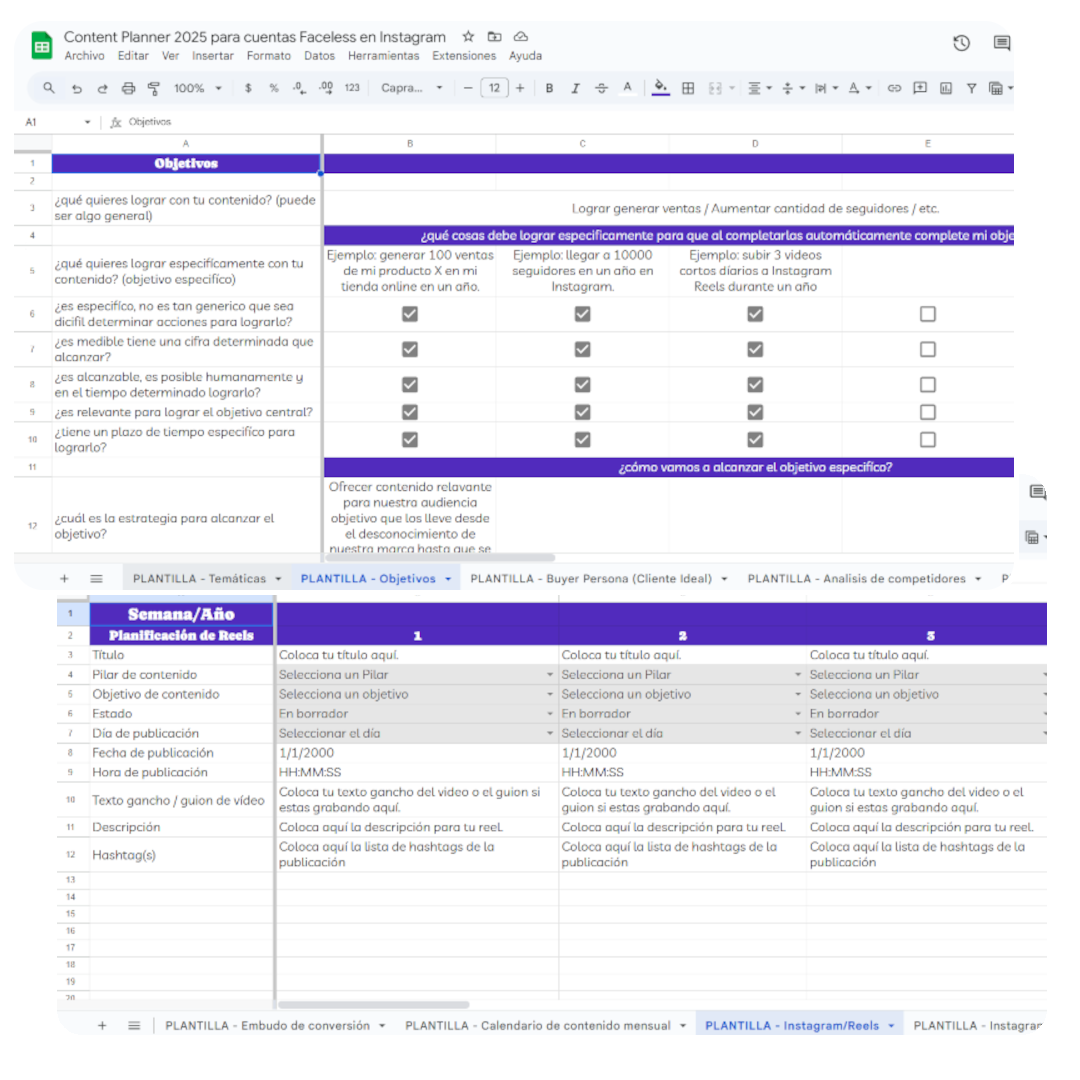 Content Planner 2025 para cuentas Faceless en Instagram
Archivo Editar Ver Insertar Formato Datos Herramientas Extensiones Ayuda
100% $ % .0 .00 123 Capra... − 12 + B I A
A1 fx Objetivos
A B C D E
1 Objetivos
2
3 ¿qué quieres lograr con tu contenido? (puede
ser algo general)
Lograr generar ventas / Aumentar cantidad de seguidores / etc.
4 ¿qué cosas debe lograr especificamente para que al completarlas automáticamente complete mi obje
5 ¿qué quieres lograr específicamente con tu
contenido? (objetivo especifíco)
Ejemplo: generar 100 ventas
de mi producto X en mi
tienda online en un año.
Ejemplo: llegar a 10000
seguidores en un año en
Instagram.
Ejemplo: subir 3 videos
cortos díarios a Instagram
Reels durante un año
6 ¿es especifíco, no es tan generico que sea
dicifil determinar acciones para lograrlo?
7 ¿es medible tiene una cifra determinada que
alcanzar?
8 ¿es alcanzable, es posible humanamente y
en el tiempo determinado lograrlo?
9 ¿es relevante para lograr el objetivo central?
10 ¿tiene un plazo de tiempo especifico para
lograrlo?
11 ¿cómo vamos a alcanzar el objetivo especifíco?
12 ¿cuál es la estrategia para alcanzar el
objetivo?
Ofrecer contenido relavante
para nuestra audiencia
objetivo que los lleve desde
el desconocimiento de
nuestra marca hasta que se
+ PLANTILLA - Temáticas PLANTILLA - Objetivos PLANTILLA - Buyer Persona (Cliente Ideal) PLANTILLA - Analisis de competidores P
1 Semana/Año
2 Planificación de Reels 1 2 3
3 Título Coloca tu título aquí. Coloca tu título aquí. Coloca tu título aquí.
4 Pilar de contenido Selecciona un Pilar Selecciona un Pilar Selecciona un Pilar
5 Objetivo de contenido Selecciona un objetivo Selecciona un objetivo Selecciona un objetivo
6 Estado En borrador En borrador En borrador
7 Día de publicación Seleccionar el día Seleccionar el día Seleccionar el día
8 Fecha de publicación 1/1/2000 1/1/2000 1/1/2000
9 Hora de publicación HH:MM:SS HH:MM:SS HH:MM:SS
10 Texto gancho / guion de vídeo
Coloca tu texto gancho del video o el guion si
estas grabando aquí.
Coloca tu texto gancho del video o el
guion si estas grabando aquí.
Coloca tu texto gancho del video o el
guion si estas grabando aquí.
11 Descripción Coloca aquí la descripción para tu reel. Coloca aquí la descripción para tu reel. Coloca aquí la descripción para tu reel.
12 Hashtag(s)
Coloca aquí la lista de hashtags de la
publicación
Coloca aquí la lista de hashtags de la
publicación
Coloca aquí la lista de hashtags de la
publicación
13
14
15
16
17
18
19
20
+ PLANTILLA - Embudo de conversión PLANTILLA - Calendario de contenido mensual PLANTILLA - Instagram/Reels PLANTILLA - Instagram